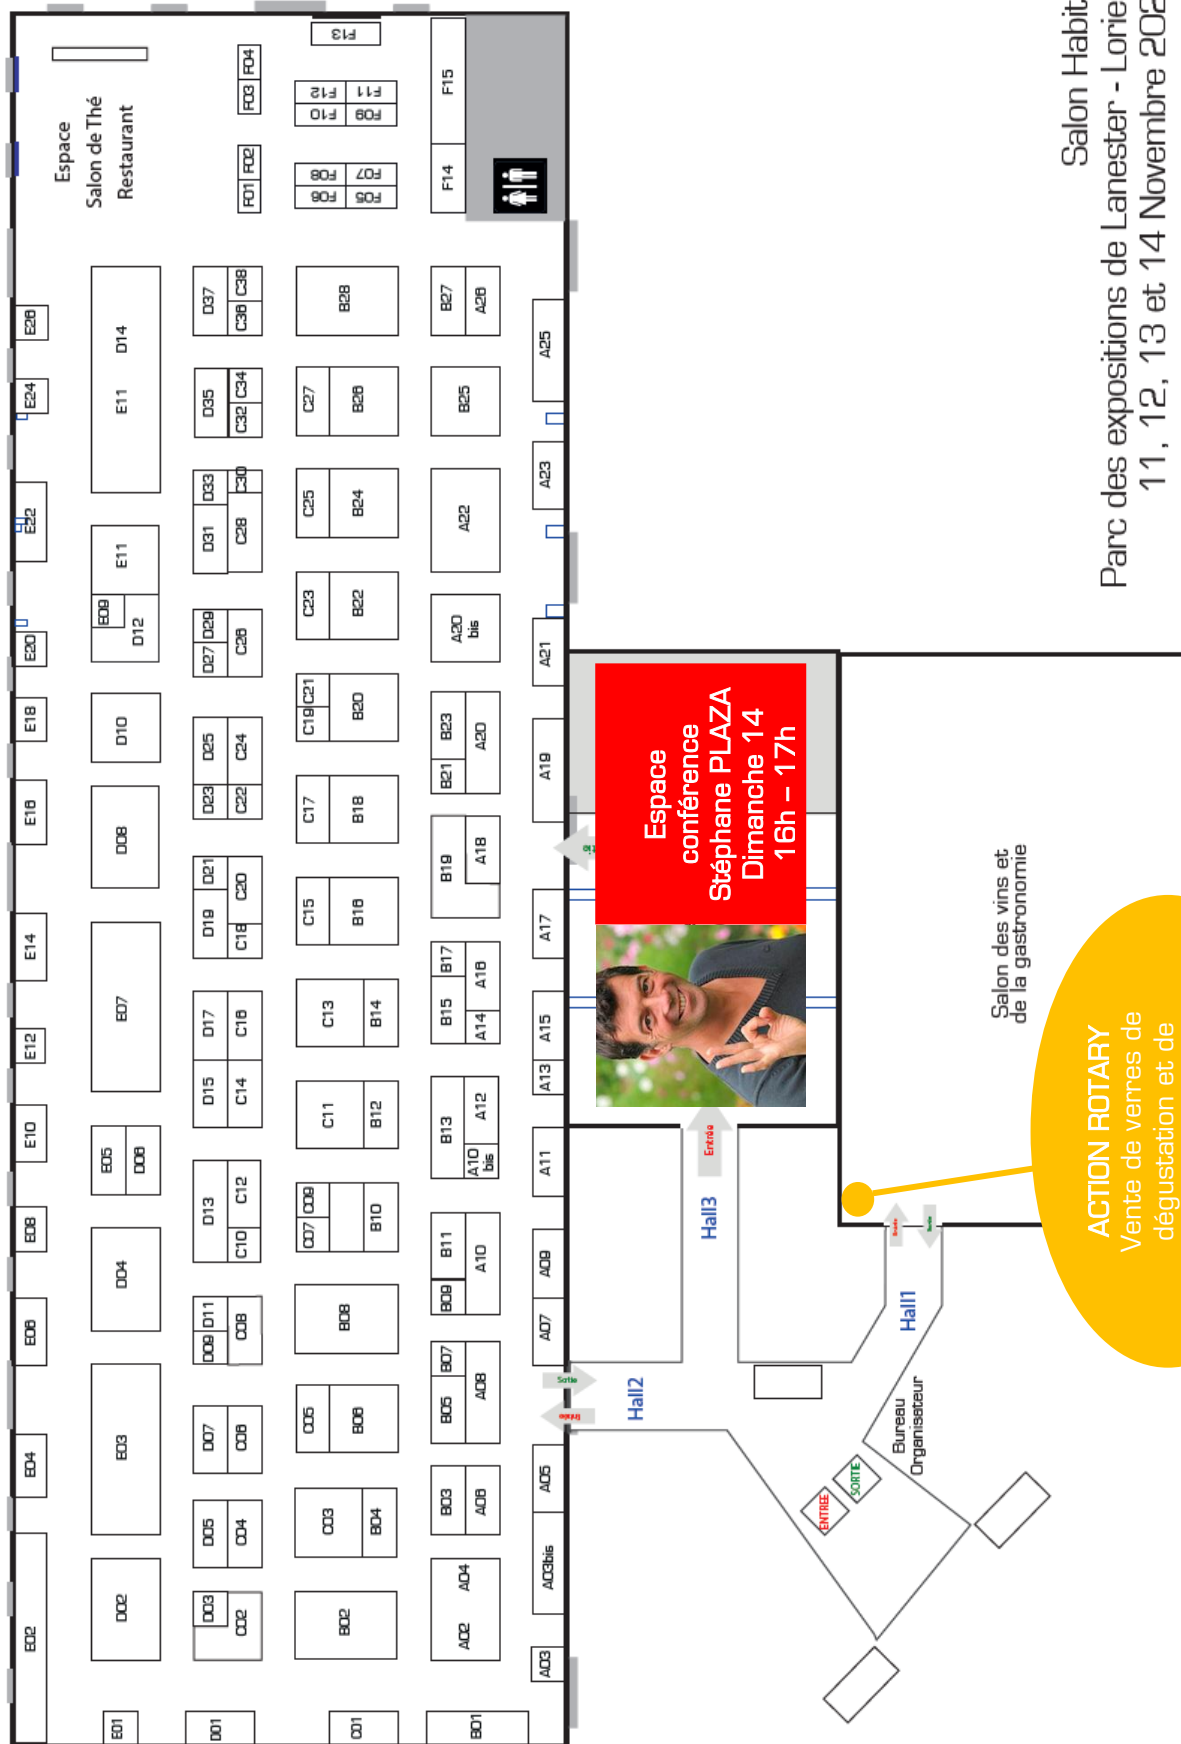 E02 E04 E06 E08 E10 E12 E14 E16 E18 E20 E22 E24 E26
Espace
Salon de Thé
Restaurant
E01 D02 E03 D04 E05 E07 D08 D10 E09 E11 E11 D14
D06 D12
D01 D03 D05 D07 D09 D11 D13 D15 D17 D19 D21 D23 D25 D27 D29 D31 D33 D35 D37
C02 C04 C06 C08 C10 C12 C14 C16 C18 C20 C22 C24 C26 C28 C30 C32 C34 C36 C38
F01 F02 F03 F04
C01 B02 C03 C05 B08 C07 C09 C11 C13 C15 C17 C19 C21 C23 C25 C27 B28
B04 B06 B10 B12 B14 B16 B18 B20 B22 B24 B26
F06 F08 F10 F12
F05 F07 F09 F11
F13
B01 A02 A04 B03 B05 B07 B09 B11 B13 B15 B17 B19 B21 B23 A20
bis
A22 B25 B27 F14 F15
A06 A08 A10 A10
bis
A12 A14 A16 A18 A20 A26
A03 A03bis A05 A07 A09 A11 A13 A15 A17 A19 A21 A23 A25
Entrée
Sortie
Hall2
Hall3
Entrée
Espace
conférence
Stéphane PLAZA
Dimanche 14
16h – 17h
ENTREE
SORTIE
Bureau
Organisateur
Hall1
Entrée
Sortie
Salon des vins et
de la gastronomie
ACTION ROTARY
Vente de verres de
dégustation et de
Salon Habit
Parc des expositions de Lanester - Lorie
11, 12, 13 et 14 Novembre 202